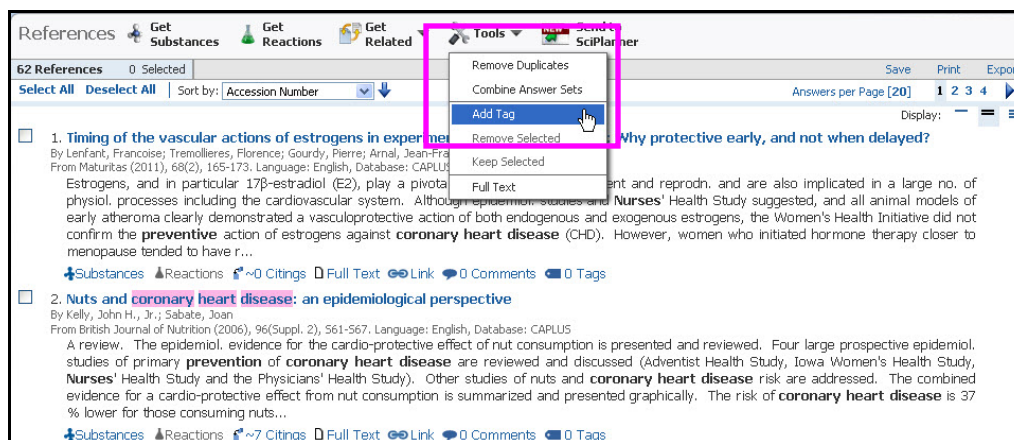 References Get Substances Get Reactions Get Related Tools Send to SciPlanner
62 References 0 Selected Save Print Expor
Select All Deselect All Sort by: Accession Number Answers per Page [20] 1 2 3 4
Display:
Remove Duplicates
Combine Answer Sets
Add Tag
Remove Selected
Keep Selected
Full Text
1. Timing of the vascular actions of estrogens in experime Why protective early, and not when delayed?
By Lenfant, Francoise; Tremollieres, Florence; Gourdy, Pierre; Arnal, Jean-Fra
From Maturitas (2011), 68(2), 165-173. Language: English, Database: CAPLUS
Estrogens, and in particular 17β-estradiol (E2), play a pivota ent and reprodn. and are also implicated in a large no. of
physiol. processes including the cardiovascular system. Although epidemiol. studies and Nurses' Health Study suggested, and all animal models of
early atheroma clearly demonstrated a vasculoprotective action of both endogenous and exogenous estrogens, the Women's Health Initiative did not
confirm the preventive action of estrogens against coronary heart disease (CHD). However, women who initiated hormone therapy closer to
menopause tended to have r...
Substances Reactions ~0 Citings Full Text Link 0 Comments 0 Tags
2. Nuts and coronary heart disease: an epidemiological perspective
By Kelly, John H., Jr.; Sabate, Joan
From British Journal of Nutrition (2006), 96(Suppl. 2), S61-S67. Language: English, Database: CAPLUS
A review. The epidemiol. evidence for the cardio-protective effect of nut consumption is presented and reviewed. Four large prospective epidemiol.
studies of primary prevention of coronary heart disease are reviewed and discussed (Adventist Health Study, Iowa Women's Health Study,
Nurses' Health Study and the Physicians' Health Study). Other studies of nuts and coronary heart disease risk are addressed. The combined
evidence for a cardio-protective effect from nut consumption is summarized and presented graphically. The risk of coronary heart disease is 37
% lower for those consuming nuts...
Substances Reactions ~7 Citings Full Text Link 0 Comments 0 Tags